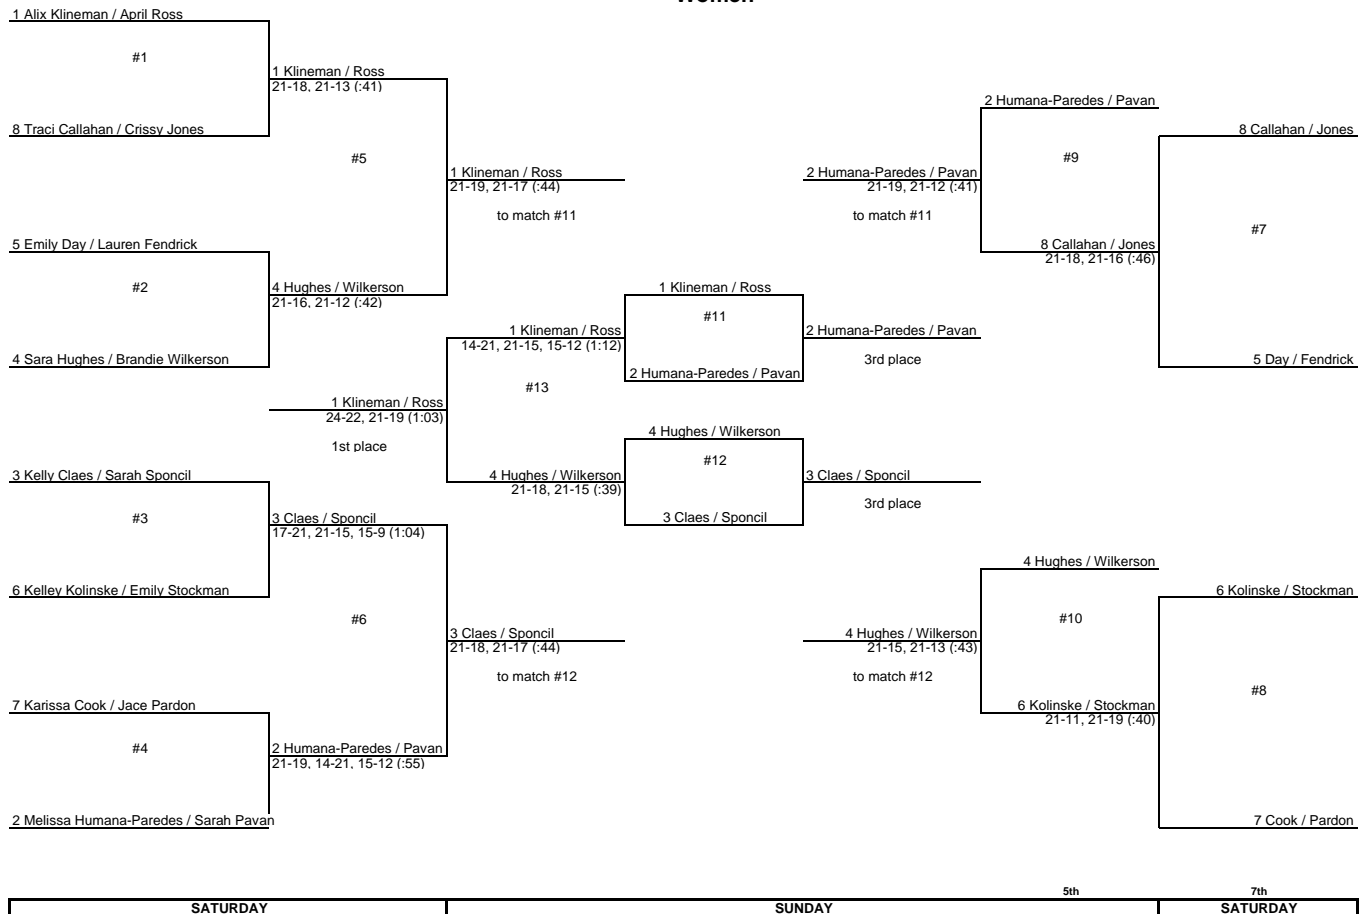 Women
1 Alix Klineman / April Ross
#1
1 Klineman / Ross
21-18, 21-13 (:41)
8 Traci Callahan / Crissy Jones
#5
1 Klineman / Ross
21-19, 21-17 (:44)
to match #11
5 Emily Day / Lauren Fendrick
#2
4 Hughes / Wilkerson
21-16, 21-12 (:42)
4 Sara Hughes / Brandie Wilkerson
1 Klineman / Ross
24-22, 21-19 (1:03)
1st place
3 Kelly Claes / Sarah Sponcil
#3
3 Claes / Sponcil
17-21, 21-15, 15-9 (1:04)
6 Kelley Kolinske / Emily Stockman
#6
3 Claes / Sponcil
21-18, 21-17 (:44)
to match #12
7 Karissa Cook / Jace Pardon
#4
2 Humana-Paredes / Pavan
21-19, 14-21, 15-12 (:55)
2 Melissa Humana-Paredes / Sarah Pavan
1 Klineman / Ross
14-21, 21-15, 15-12 (1:12)
#13
4 Hughes / Wilkerson
21-18, 21-15 (:39)
1 Klineman / Ross
#11
2 Humana-Paredes / Pavan
2 Humana-Paredes / Pavan
3rd place
4 Hughes / Wilkerson
#12
3 Claes / Sponcil
3 Claes / Sponcil
3rd place
2 Humana-Paredes / Pavan
#9
2 Humana-Paredes / Pavan
21-19, 21-12 (:41)
to match #11
8 Callahan / Jones
21-18, 21-16 (:46)
8 Callahan / Jones
#7
5 Day / Fendrick
4 Hughes / Wilkerson
#10
4 Hughes / Wilkerson
21-15, 21-13 (:43)
to match #12
6 Kolinske / Stockman
21-11, 21-19 (:40)
6 Kolinske / Stockman
#8
7 Cook / Pardon
5th
7th
SATURDAY
SUNDAY
SATURDAY